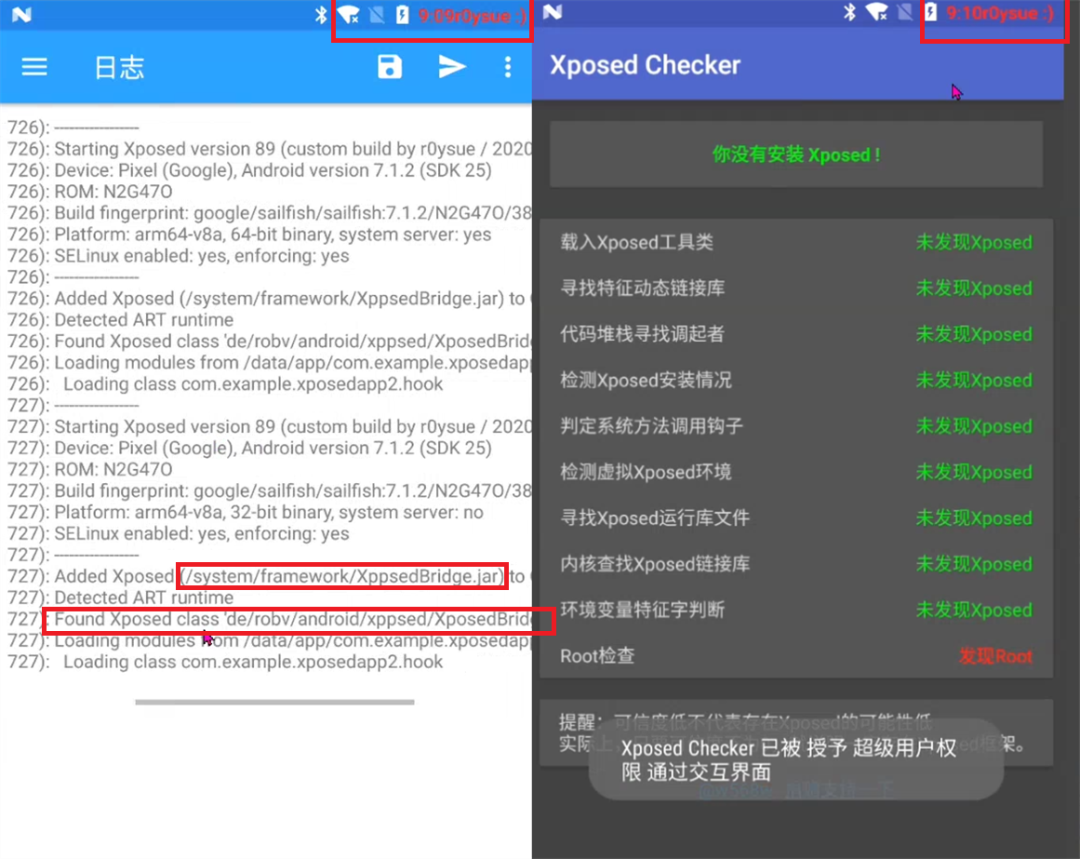 9:09r0ysue :)
日志
726): -----------------
726): Starting Xposed version 89 (custom build by r0ysue / 2020
726): Device: Pixel (Google), Android version 7.1.2 (SDK 25)
726): ROM: N2G47O
726): Build fingerprint: google/sailfish/sailfish:7.1.2/N2G47O/38
726): Platform: arm64-v8a, 64-bit binary, system server: yes
726): SELinux enabled: yes, enforcing: yes
726): -----------------
726): Added Xposed (/system/framework/XppsedBridge.jar) to
726): Detected ART runtime
726): Found Xposed class 'de/robv/android/xppsed/XposedBrid
726): Loading modules from /data/app/com.example.xposedapp
726):   Loading class com.example.xposedapp2.hook
727): -----------------
727): Starting Xposed version 89 (custom build by r0ysue / 2020
727): Device: Pixel (Google), Android version 7.1.2 (SDK 25)
727): ROM: N2G47O
727): Build fingerprint: google/sailfish/sailfish:7.1.2/N2G47O/38
727): Platform: arm64-v8a, 32-bit binary, system server: no
727): SELinux enabled: yes, enforcing: yes
727): -----------------
727): Added Xposed (/system/framework/XppsedBridge.jar) to
727): Detected ART runtime
727): Found Xposed class 'de/robv/android/xppsed/XposedBrid
727): Loading modules from /data/app/com.example.xposedapp
727):   Loading class com.example.xposedapp2.hook
9:10r0ysue :)
Xposed Checker
你没有安装 Xposed !
载入Xposed工具类 未发现Xposed
寻找特征动态链接库 未发现Xposed
代码堆栈寻找调起者 未发现Xposed
检测Xposed安装情况 未发现Xposed
判定系统方法调用钩子 未发现Xposed
检测虚拟Xposed环境 未发现Xposed
寻找Xposed运行库文件 未发现Xposed
内核查找Xposed链接库 未发现Xposed
环境变量特征字判断 未发现Xposed
Root检查 发现Root
提醒：可信度低不代表存在Xposed的可能性低
实际上 框架。
Xposed Checker 已被 授予 超级用户权
限 通过交互界面